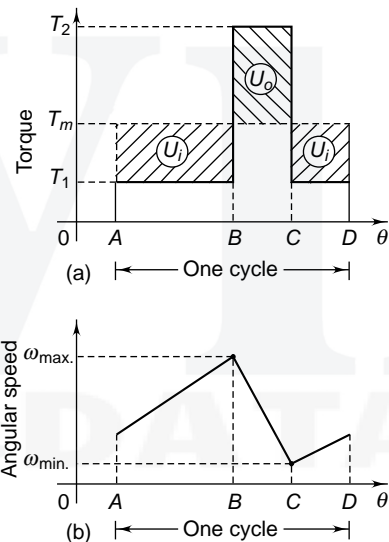 T2
Tm
T1
Torque
Ui
Uo
Ui
0 A B C D θ
(a)
One cycle
Angular speed
ωmax.
ωmin.
0 A B C D θ
(b)
One cycle